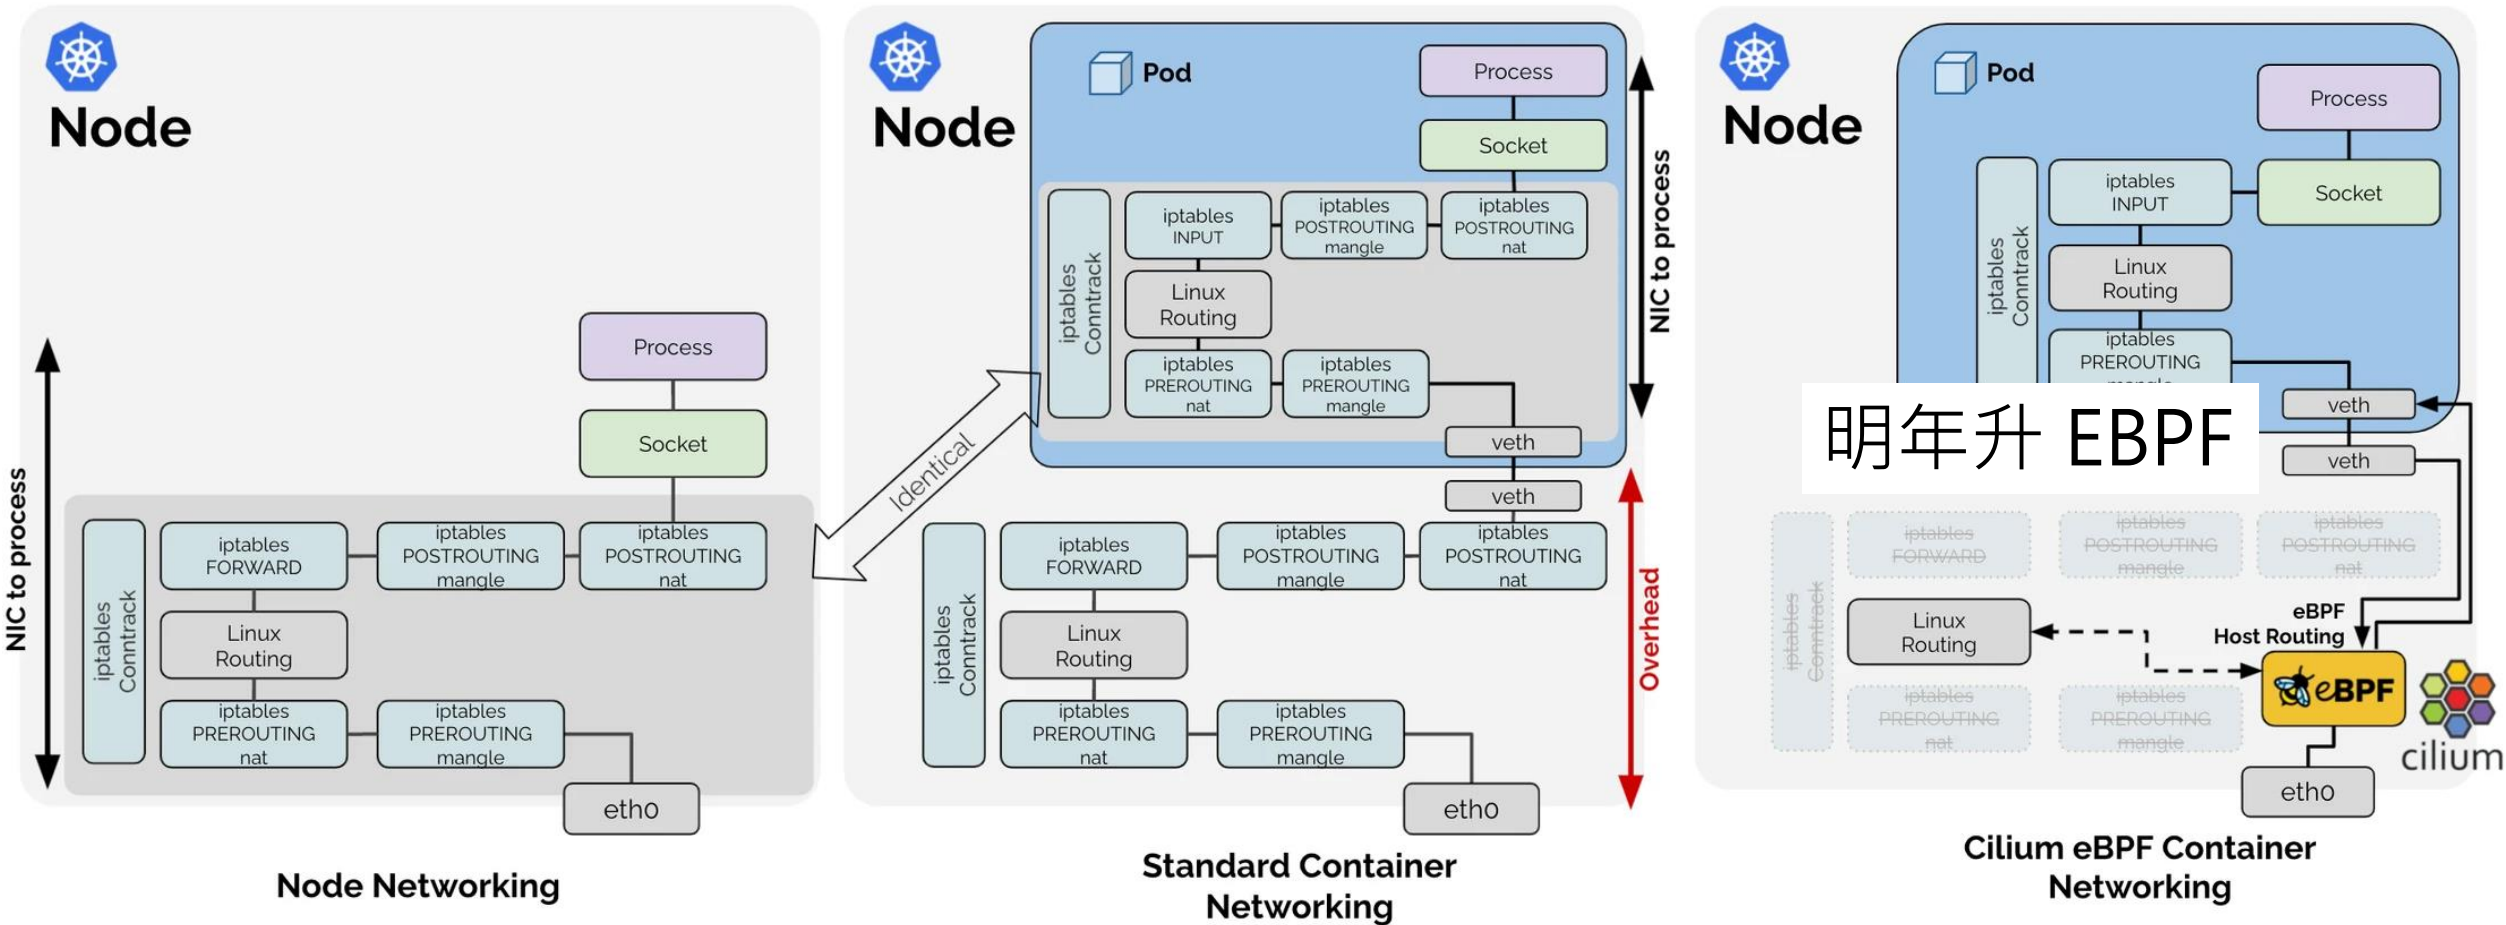 Node
NIC to process
Process
Socket
iptables
Conntrack
iptables
FORWARD
iptables
POSTROUTING
mangle
iptables
POSTROUTING
nat
Linux
Routing
iptables
PREROUTING
nat
iptables
PREROUTING
mangle
eth0
Node Networking
Identical
Node
Pod
Process
Socket
iptables
Conntrack
iptables
INPUT
iptables
POSTROUTING
mangle
iptables
POSTROUTING
nat
Linux
Routing
iptables
PREROUTING
nat
iptables
PREROUTING
mangle
veth
NIC to process
veth
iptables
Conntrack
iptables
FORWARD
iptables
POSTROUTING
mangle
iptables
POSTROUTING
nat
Linux
Routing
iptables
PREROUTING
nat
iptables
PREROUTING
mangle
eth0
Overhead
Standard Container
Networking
Node
Pod
Process
Socket
iptables
Conntrack
iptables
INPUT
Linux
Routing
iptables
PREROUTING
mangle
veth
明年升 EBPF
veth
iptables
Conntrack
iptables
FORWARD
iptables
POSTROUTING
mangle
iptables
POSTROUTING
nat
Linux
Routing
eBPF
Host Routing
iptables
PREROUTING
nat
iptables
PREROUTING
mangle
eBPF
cilium
eth0
Cilium eBPF Container
Networking